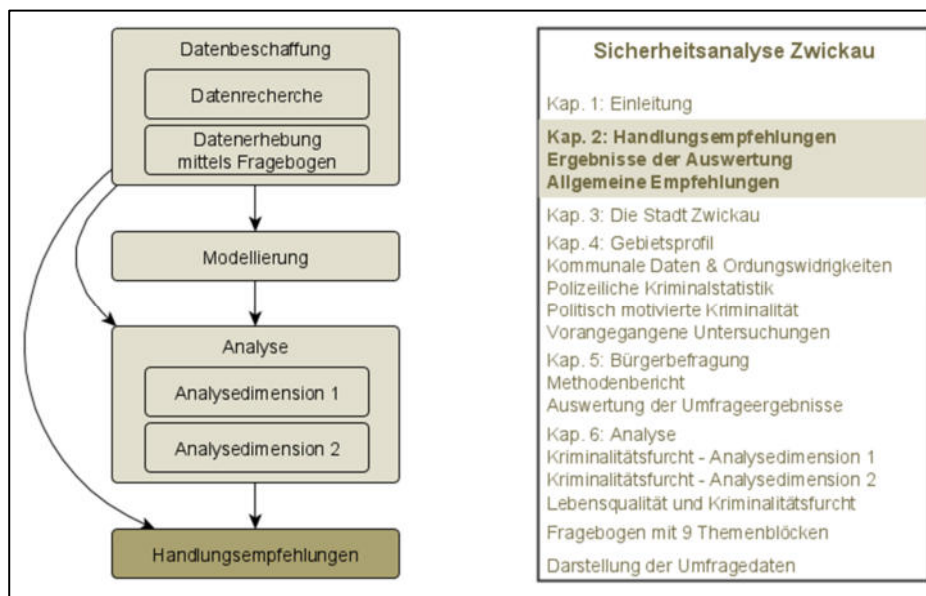 Datenbeschaffung
Datenrecherche
Datenerhebung
mittels Fragebogen
Modellierung
Analyse
Analysedimension 1
Analysedimension 2
Handlungsempfehlungen
Sicherheitsanalyse Zwickau
Kap. 1: Einleitung
Kap. 2: Handlungsempfehlungen
Ergebnisse der Auswertung
Allgemeine Empfehlungen
Kap. 3: Die Stadt Zwickau
Kap. 4: Gebietsprofil
Kommunale Daten & Ordungswidrigkeiten
Polizeiliche Kriminalstatistik
Politisch motivierte Kriminalität
Vorangegangene Untersuchungen
Kap. 5: Bürgerbefragung
Methodenbericht
Auswertung der Umfrageergebnisse
Kap. 6: Analyse
Kriminalitätsfurcht - Analysedimension 1
Kriminalitätsfurcht - Analysedimension 2
Lebensqualität und Kriminalitätsfurcht
Fragebogen mit 9 Themenblöcken
Darstellung der Umfragedaten